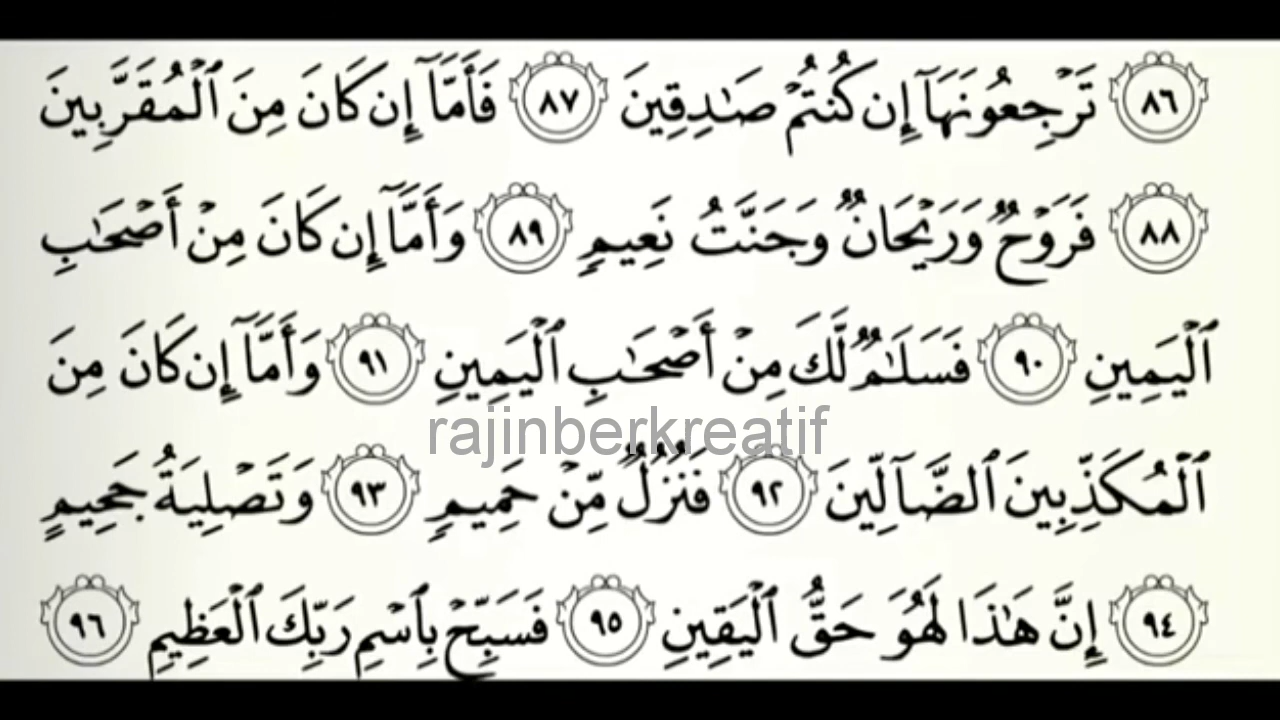 ٨٦ تَرْجِعُونَهَآ إِن كُنتُمْ صَـٰدِقِينَ ٨٧ فَأَمَّآ إِن كَانَ مِنَ ٱلْمُقَرَّبِينَ
٨٨ فَرَوْحٌ وَرَيْحَانٌ وَجَنَّتُ نَعِيمٍ ٨٩ وَأَمَّآ إِن كَانَ مِنْ أَصْحَـٰبِ
ٱلْيَمِينِ ٩٠ فَسَلَـٰمٌ لَّكَ مِنْ أَصْحَـٰبِ ٱلْيَمِينِ ٩١ وَأَمَّآ إِن كَانَ مِنَ
rajinberkreatif
ٱلْمُكَذِّبِينَ ٱلضَّآلِّينَ ٩٢ فَنُزُلٌ مِّنْ حَمِيمٍ ٩٣ وَتَصْلِيَةُ جَحِيمٍ
٩٤ إِنَّ هَـٰذَا لَهُوَ حَقُّ ٱلْيَقِينِ ٩٥ فَسَبِّحْ بِٱسْمِ رَبِّكَ ٱلْعَظِيمِ ٩٦